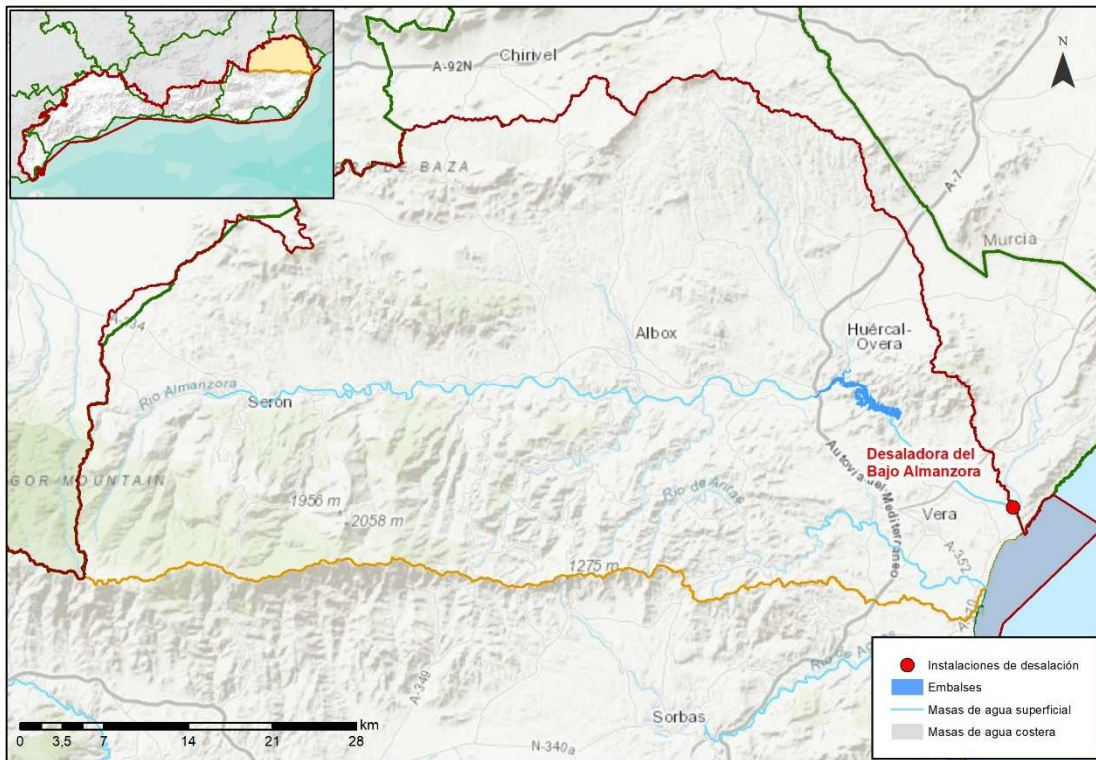 Chirivel
A-92N
N
DE BAZA
A-7
Murcia
A-334
Albox
Huércal-
Overa
Río Almanzora
Serón
Desaladora del
Bajo Almanzora
GOR MOUNTAIN
Río de Antas
Autovía del Mediterraneo
Vera
1956 m
2058 m
1275 m
A-352
A-370
A-349
Sorbas
N-340a
km
0 3,5 7 14 21 28
Instalaciones de desalación
Embalses
Masas de agua superficial
Masas de agua costera